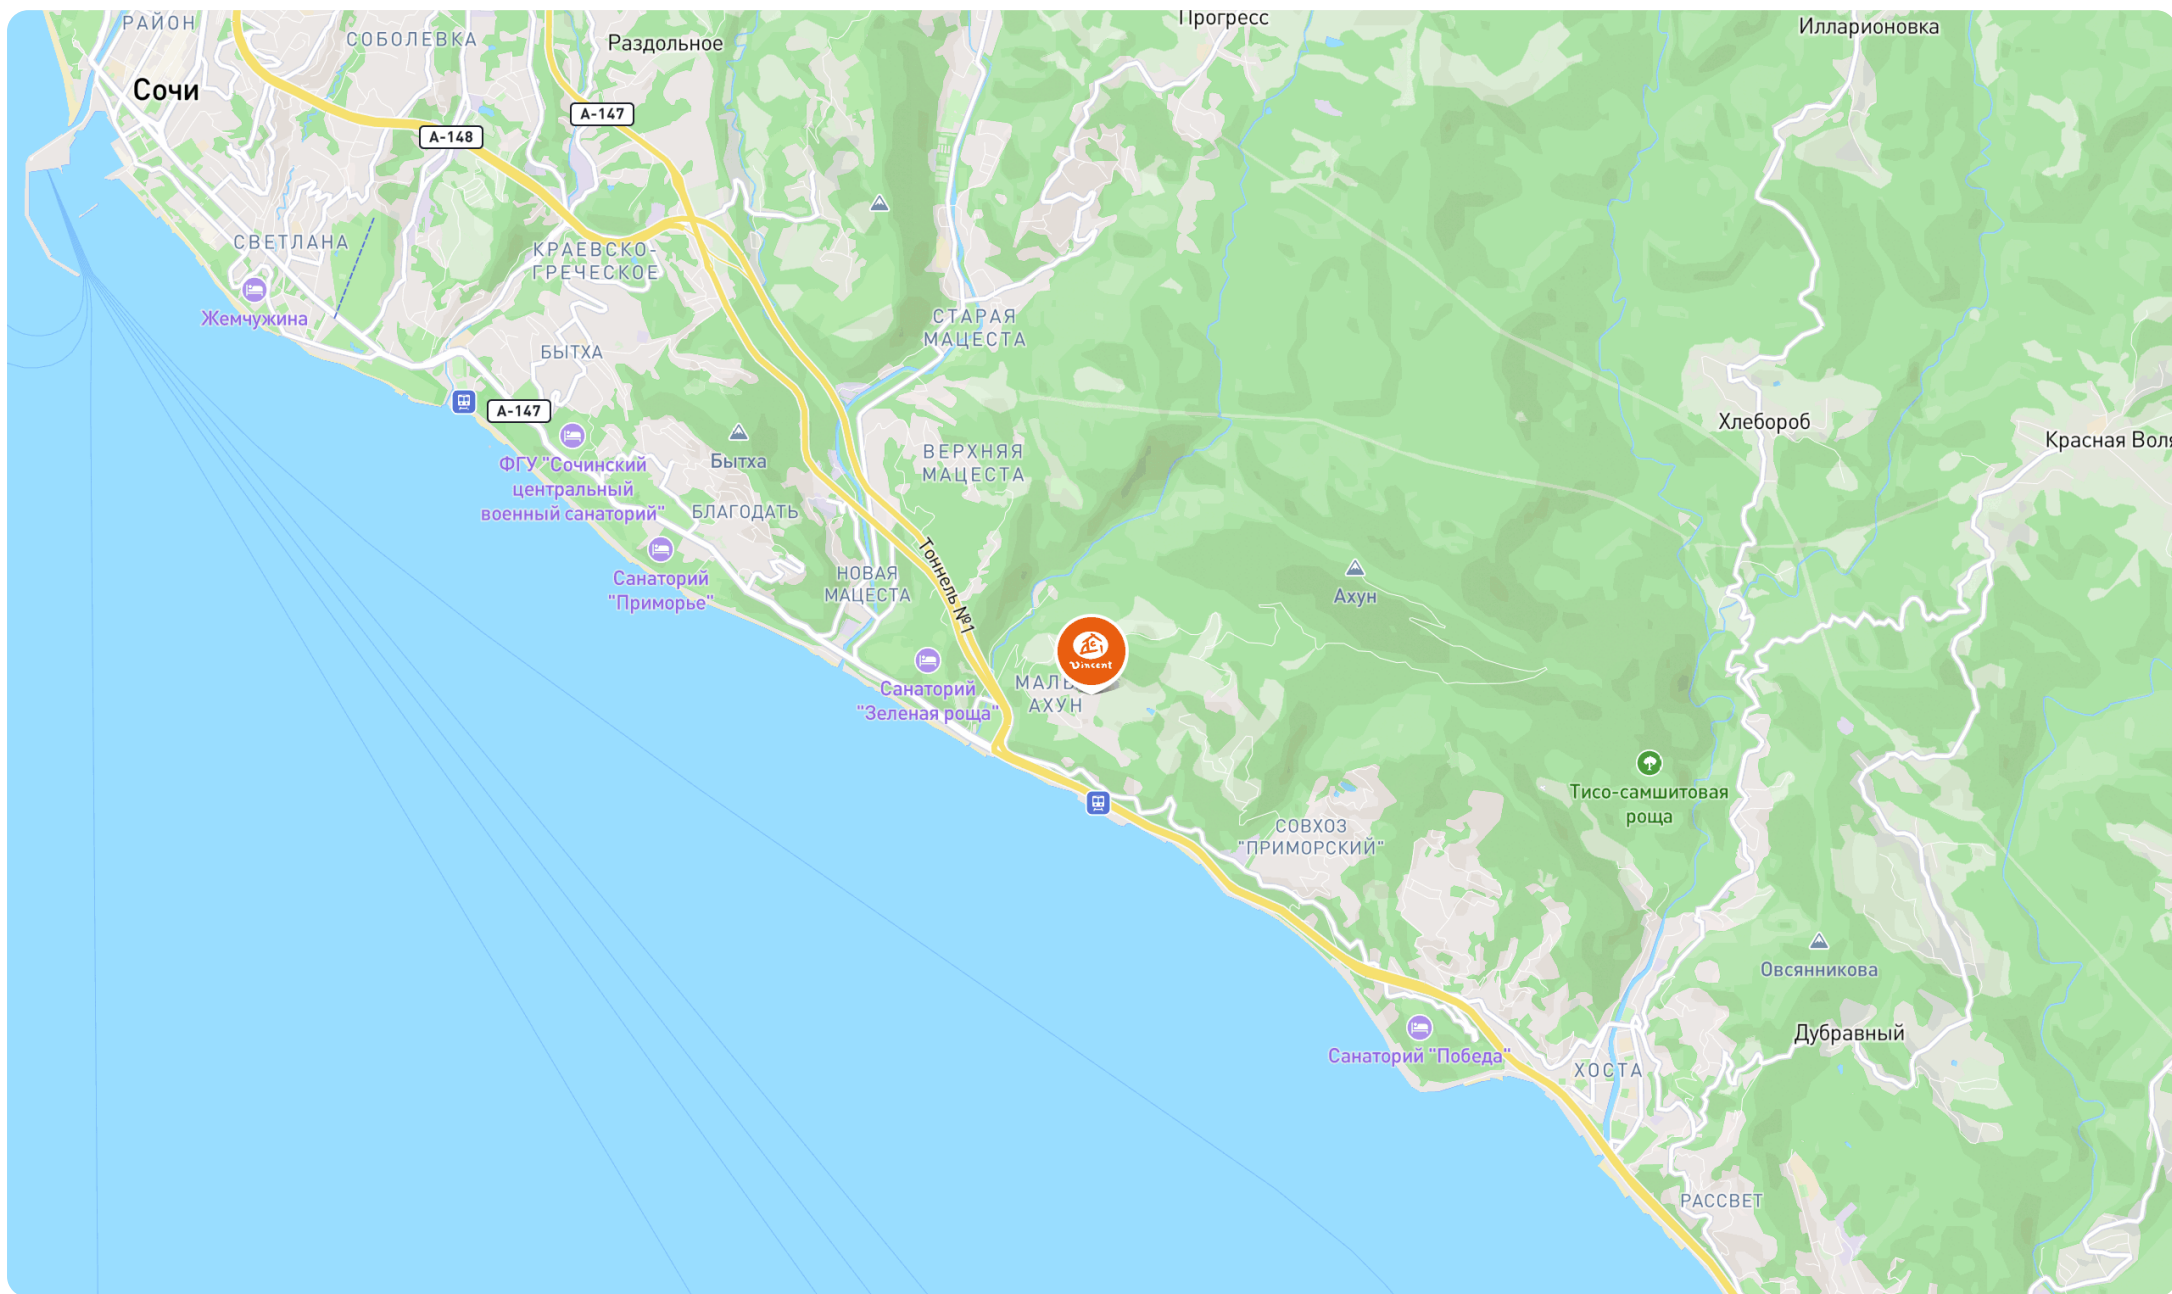 РАЙОН
СОБОЛЕВКА
Раздольное
Прогресс
Илларионовка
Сочи
А-147
А-148
СВЕТЛАНА
КРАЕВСКО-
ГРЕЧЕСКОЕ
Жемчужина
СТАРАЯ
МАЦЕСТА
БЫТХА
А-147
Хлебороб
Красная Воля
Бытха
ВЕРХНЯЯ
МАЦЕСТА
ФГУ "Сочинский
центральный
военный санаторий"
БЛАГОДАТЬ
Тоннель №1
НОВАЯ
МАЦЕСТА
Санаторий
"Приморье"
Ахун
Vincent
Санаторий
"Зеленая роща"
МАЛЫ
АХУН
Тисо-самшитовая
роща
СОВХОЗ
"ПРИМОРСКИЙ"
Овсянникова
Дубравный
Санаторий "Победа"
ХОСТА
РАССВЕТ